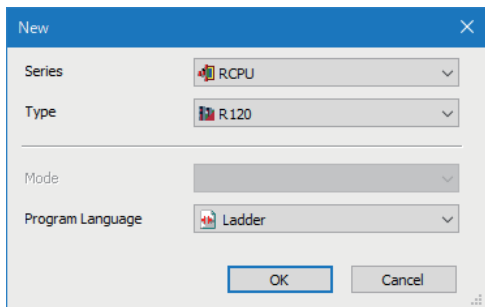 New
Series RCPU
Type R120
Mode
Program Language Ladder
OK Cancel